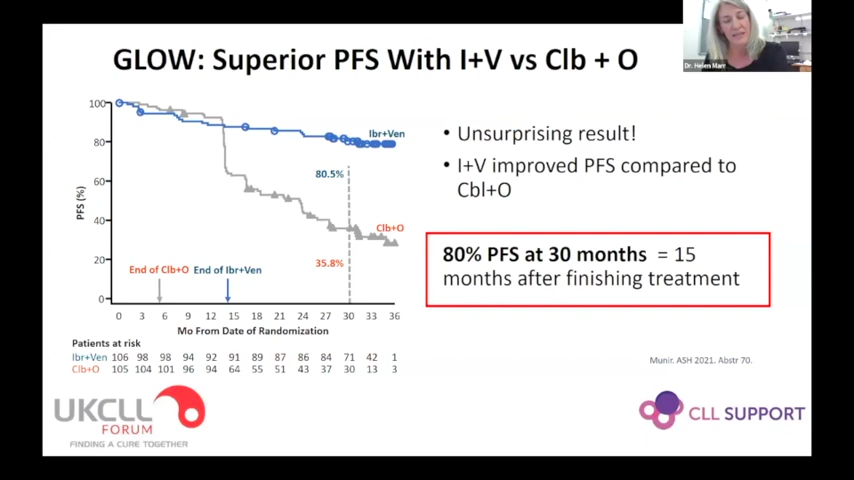 GLOW: Superior PFS With I+V vs Clb + O
Dr. Helen Marr
PFS (%)
100
80
60
40
20
0
Ibr+Ven
80.5%
Clb+O
35.8%
End of Clb+O End of Ibr+Ven
0 3 6 9 12 15 18 21 24 27 30 33 36
Mo From Date of Randomization
Patients at risk
Ibr+Ven 106 98 98 94 92 91 89 87 86 84 71 42 1
Clb+O 105 104 101 96 94 64 55 51 43 37 30 13 3
• Unsurprising result!
• I+V improved PFS compared to
Cbl+O
80% PFS at 30 months = 15
months after finishing treatment
Munir. ASH 2021. Abstr 70.
UKCLL
FORUM
FINDING A CURE TOGETHER
CLL SUPPORT